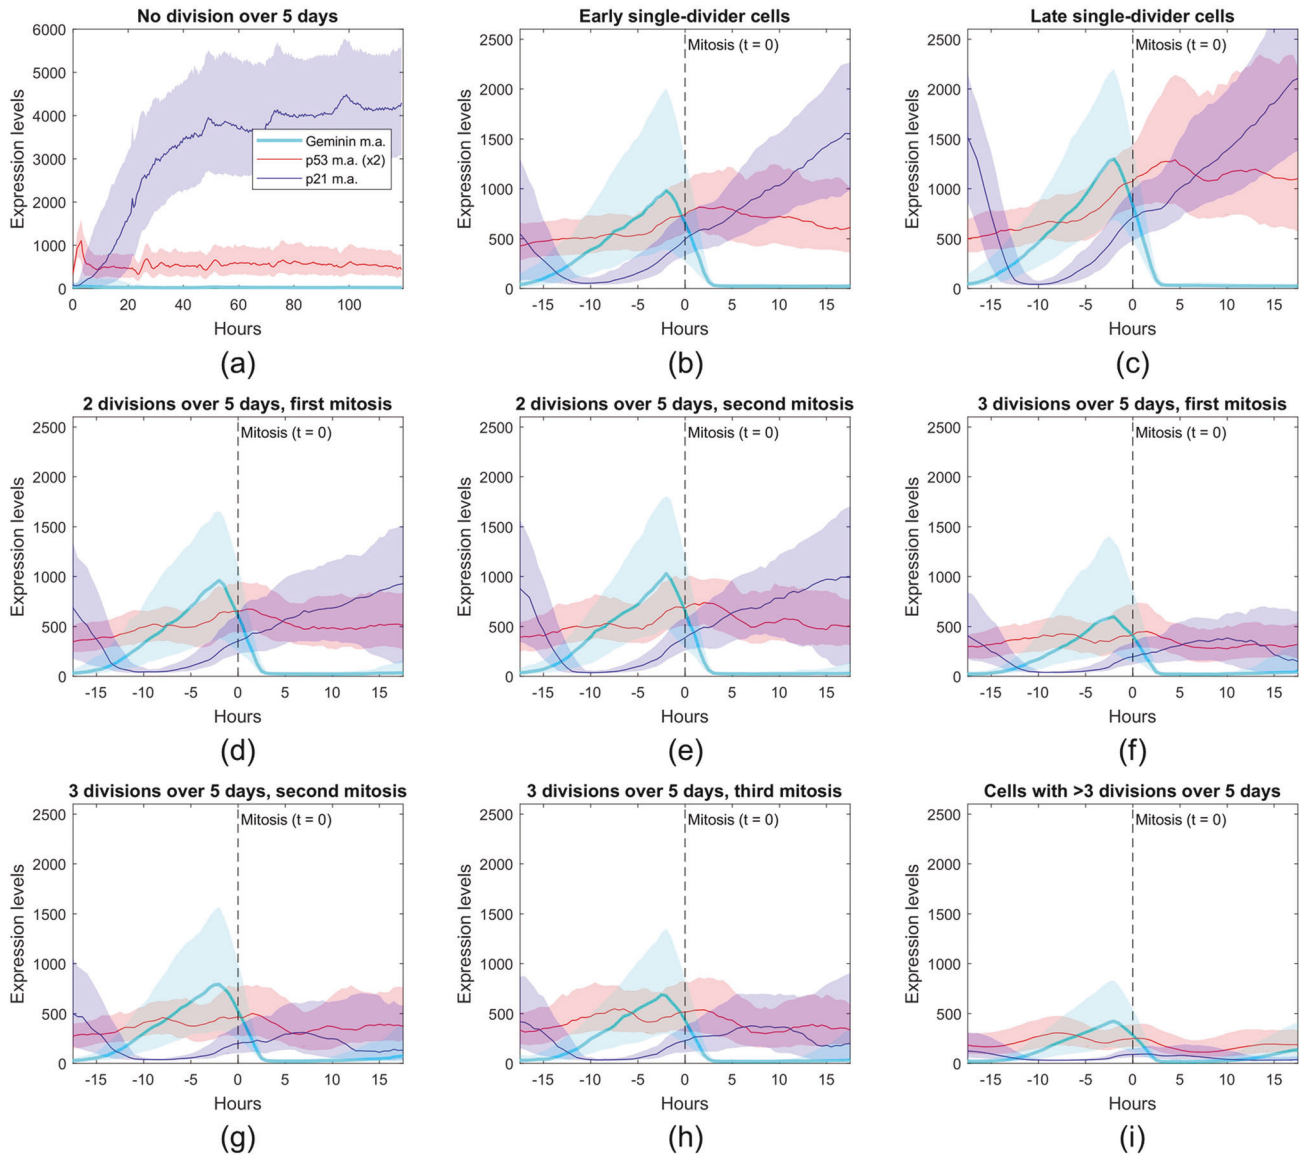 No division over 5 days
6000
5000
4000
3000
2000
1000
0
Expression levels
Geminin m.a.
p53 m.a. (x2)
p21 m.a.
0 20 40 60 80 100
Hours
(a)
Early single-divider cells
Mitosis (t = 0)
2500
2000
1500
1000
500
0
Expression levels
-15 -10 -5 0 5 10 15
Hours
(b)
Late single-divider cells
Mitosis (t = 0)
2500
2000
1500
1000
500
0
Expression levels
-15 -10 -5 0 5 10 15
Hours
(c)
2 divisions over 5 days, first mitosis
Mitosis (t = 0)
2500
2000
1500
1000
500
0
Expression levels
-15 -10 -5 0 5 10 15
Hours
(d)
2 divisions over 5 days, second mitosis
Mitosis (t = 0)
2500
2000
1500
1000
500
0
Expression levels
-15 -10 -5 0 5 10 15
Hours
(e)
3 divisions over 5 days, first mitosis
Mitosis (t = 0)
2500
2000
1500
1000
500
0
Expression levels
-15 -10 -5 0 5 10 15
Hours
(f)
3 divisions over 5 days, second mitosis
Mitosis (t = 0)
2500
2000
1500
1000
500
0
Expression levels
-15 -10 -5 0 5 10 15
Hours
(g)
3 divisions over 5 days, third mitosis
Mitosis (t = 0)
2500
2000
1500
1000
500
0
Expression levels
-15 -10 -5 0 5 10 15
Hours
(h)
Cells with >3 divisions over 5 days
Mitosis (t = 0)
2500
2000
1500
1000
500
0
Expression levels
-15 -10 -5 0 5 10 15
Hours
(i)